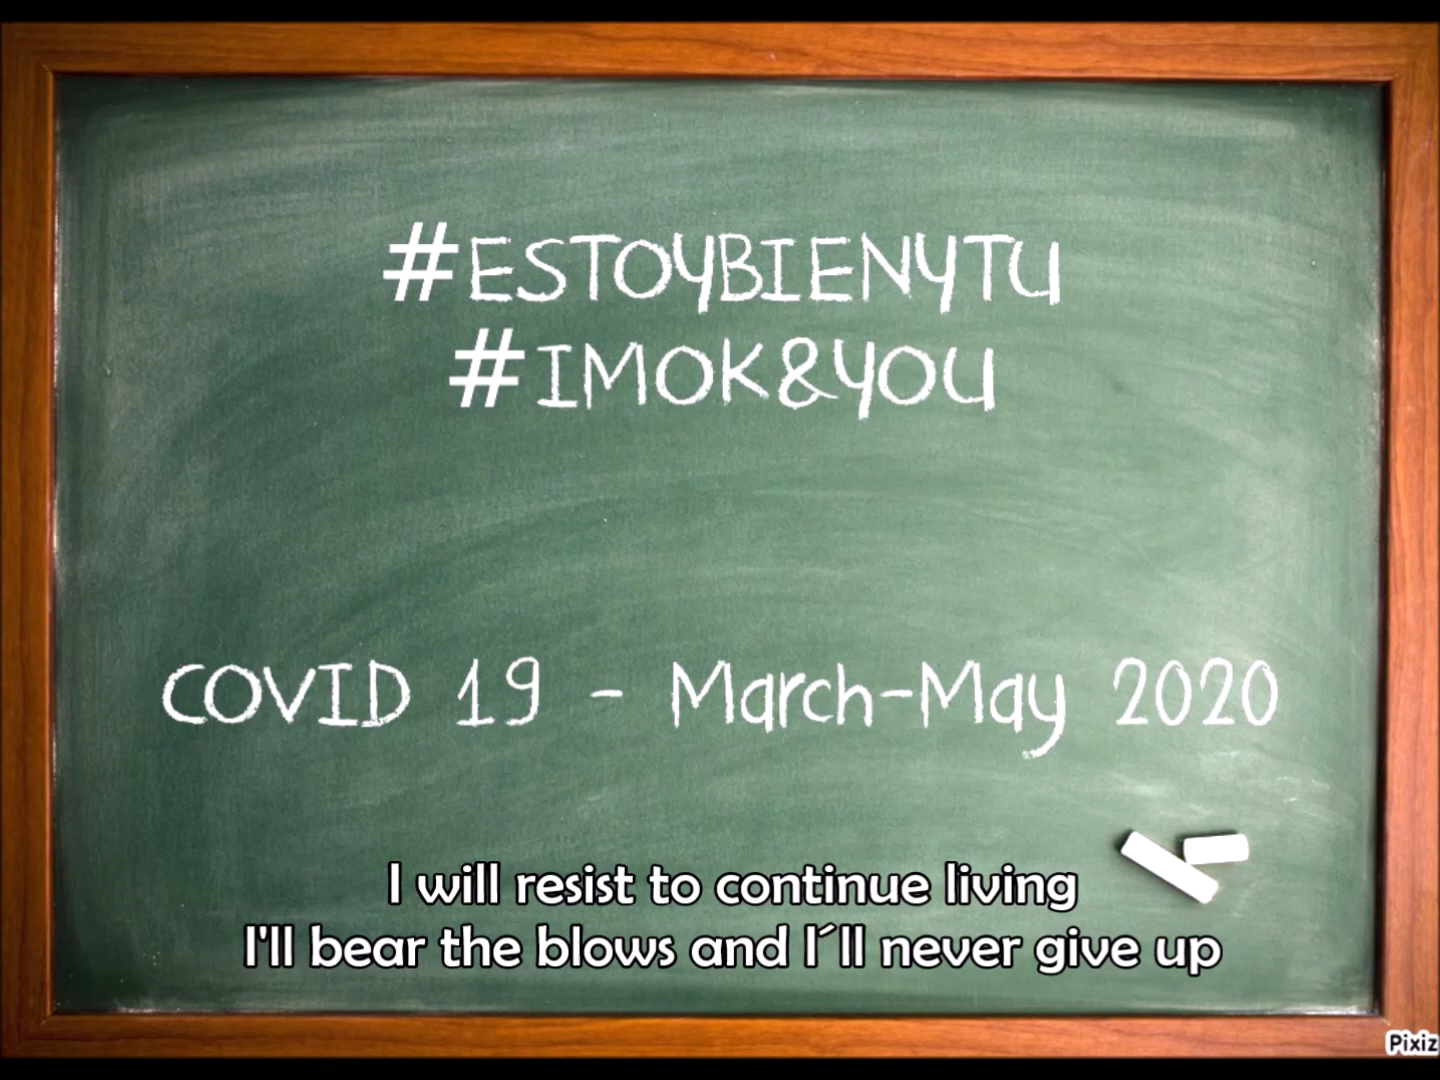 #ESTOYBIENYTU
#IMOK&YOU
COVID 19 - March-May 2020
I will resist to continue living
I'll bear the blows and I´ll never give up
Pixiz